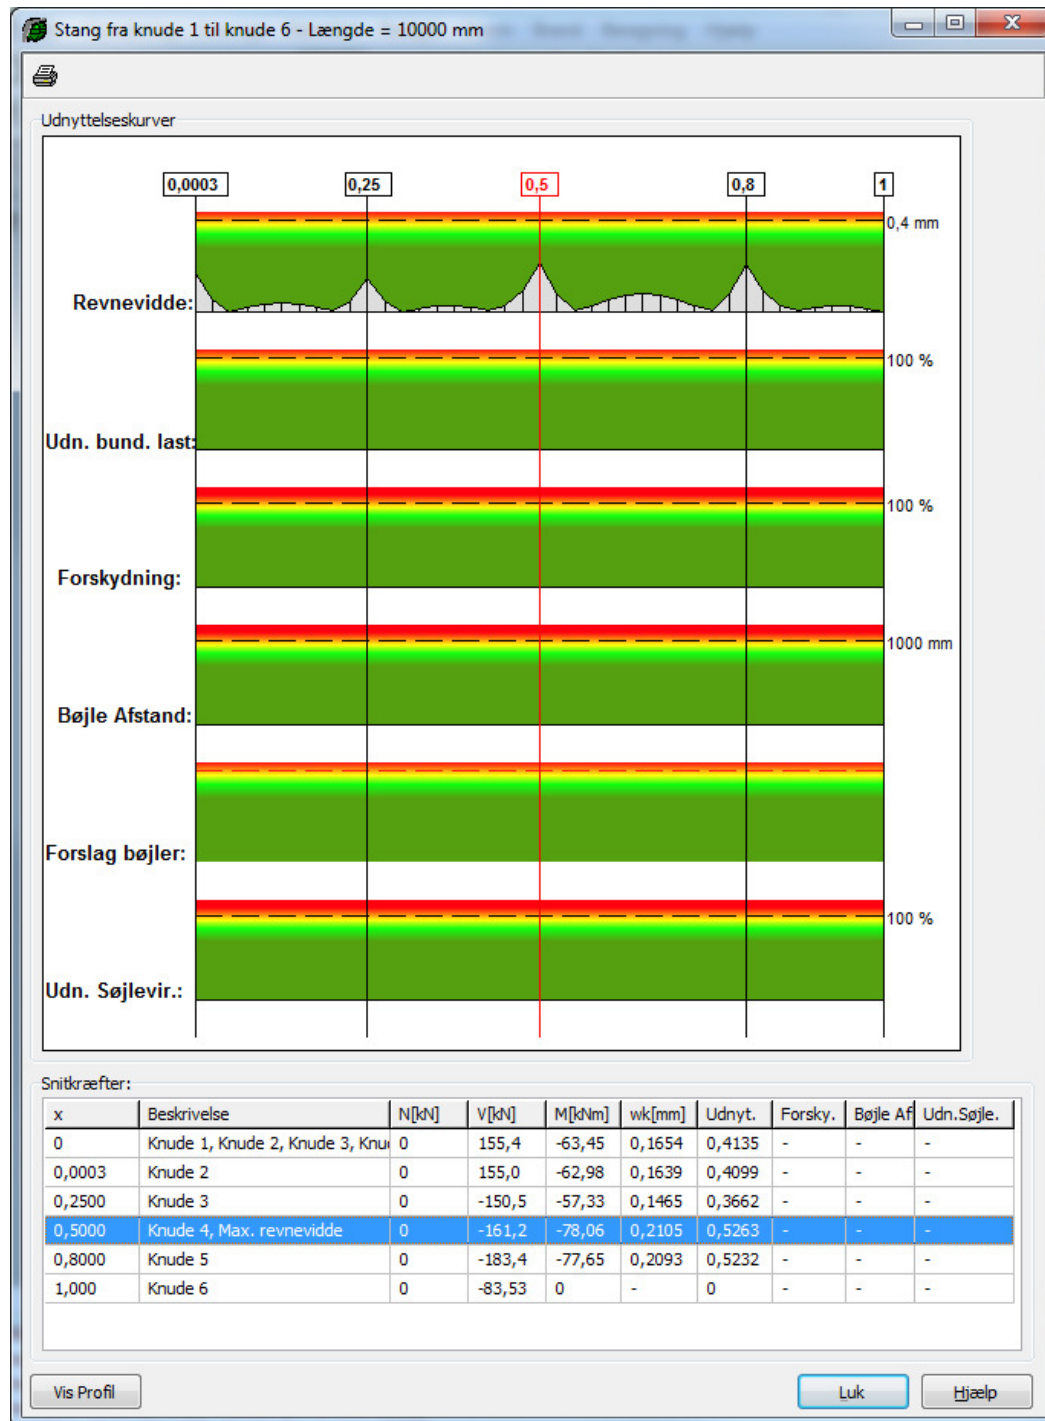 Stang fra knude 1 til knude 6 - Længde = 10000 mm
Udnyttelseskurver
0,0003 0,25 0,5 0,8 1
0,4 mm
Revnevidde:
100 %
Udn. bund. last:
100 %
Forskydning:
1000 mm
Bøjle Afstand:
Forslag bøjler:
100 %
Udn. Søjlevir.:
Snitkræfter:
x Beskrivelse N[kN] V[kN] M[kNm] wk[mm] Udnyt. Forsky. Bøjle Af Udn.Søjle.
0 Knude 1, Knude 2, Knude 3, Knu 0 155,4 -63,45 0,1654 0,4135 - - -
0,0003 Knude 2 0 155,0 -62,98 0,1639 0,4099 - - -
0,2500 Knude 3 0 -150,5 -57,33 0,1465 0,3662 - - -
0,5000 Knude 4, Max. revnevidde 0 -161,2 -78,06 0,2105 0,5263 - - -
0,8000 Knude 5 0 -183,4 -77,65 0,2093 0,5232 - - -
1,000 Knude 6 0 -83,53 0 - 0 - - -
Vis Profil Luk Hjælp